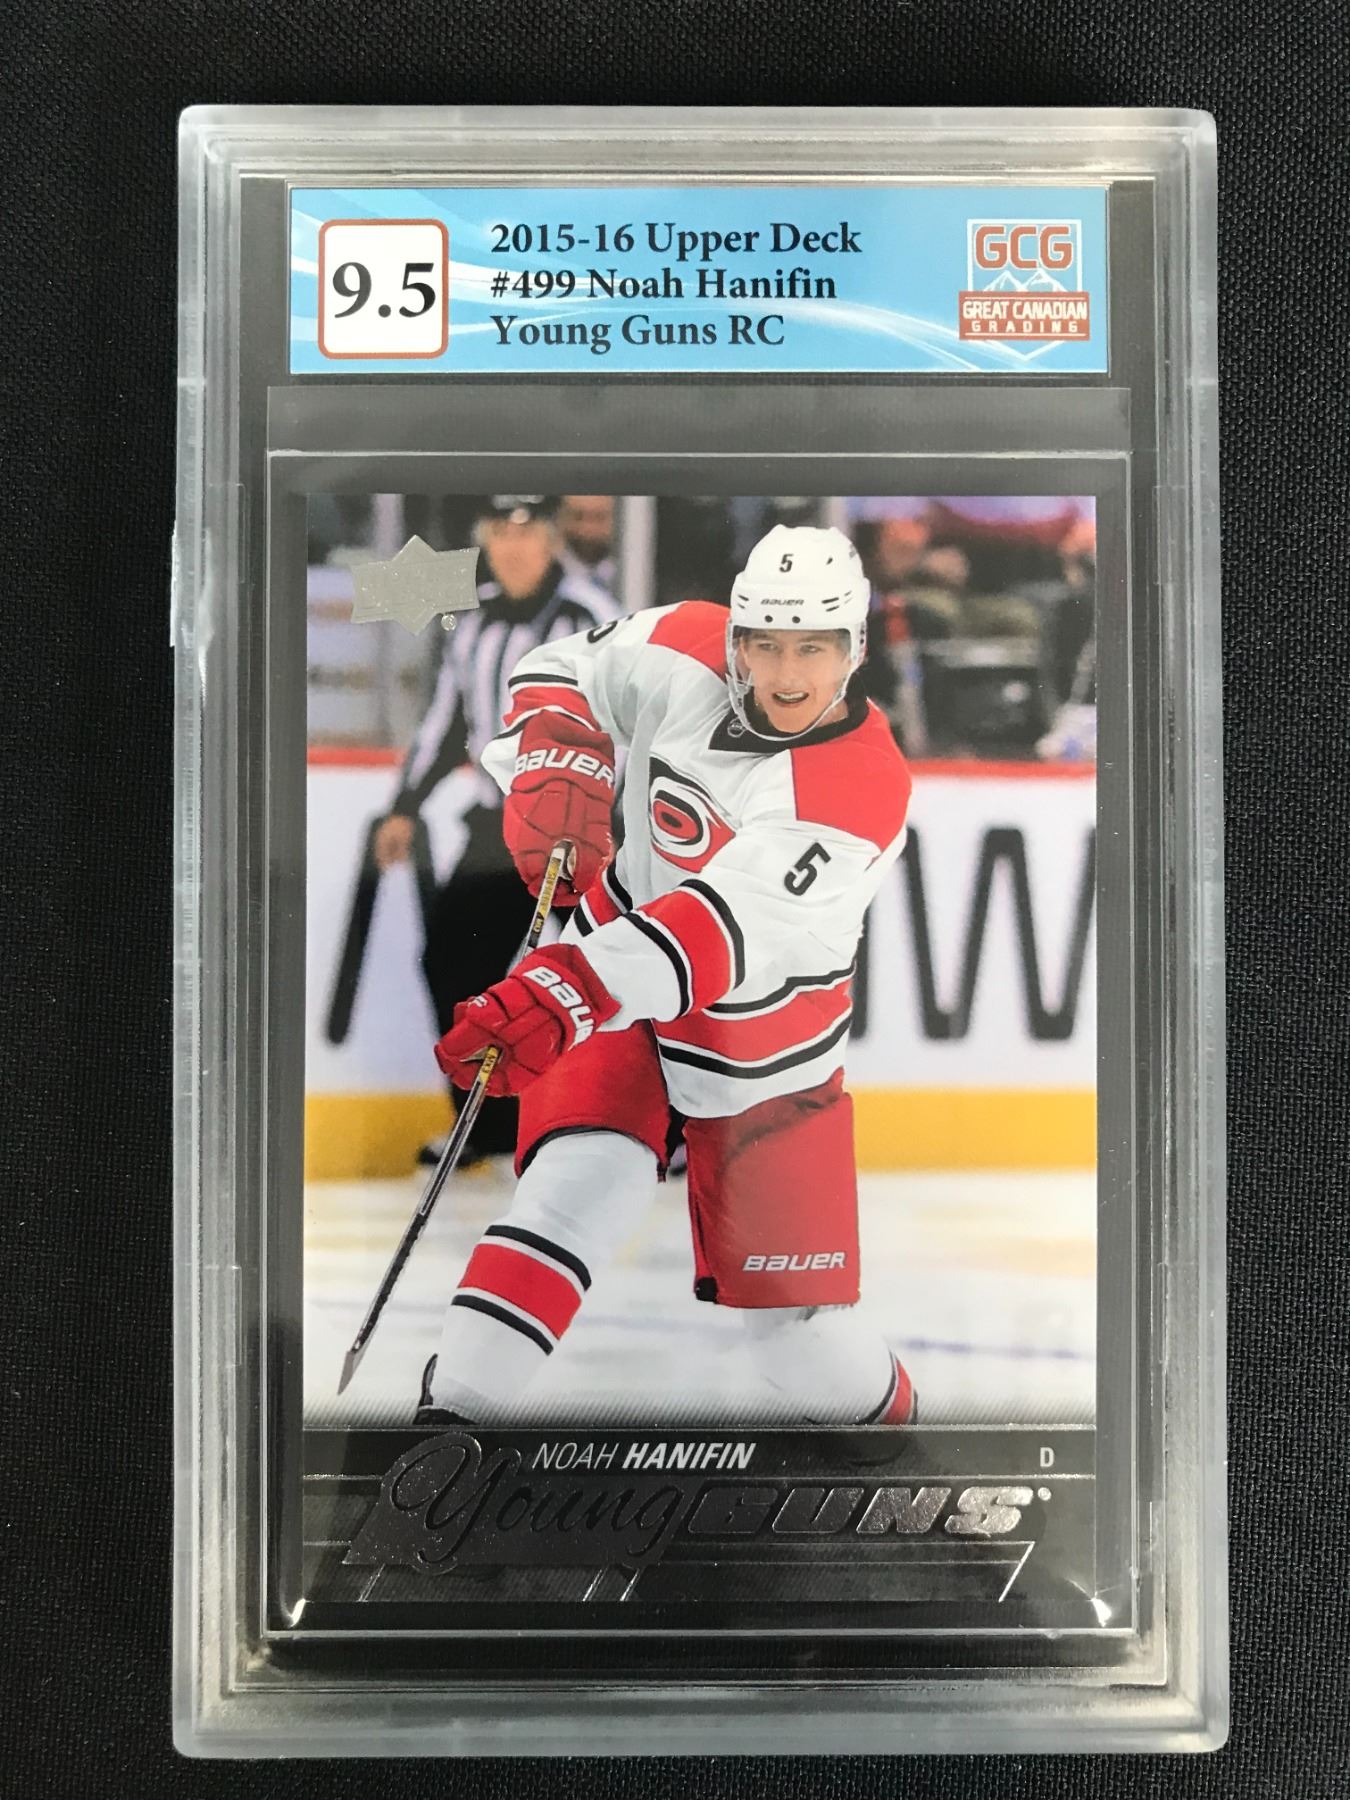 9.5
2015-16 Upper Deck
#499 Noah Hanifin
Young Guns RC
GCG
GREAT CANADIAN
GRADING
5
BAUER
5
BAUER
5
BAUER
BAUER
W
NOAH HANIFIN
D
Young GUNS®